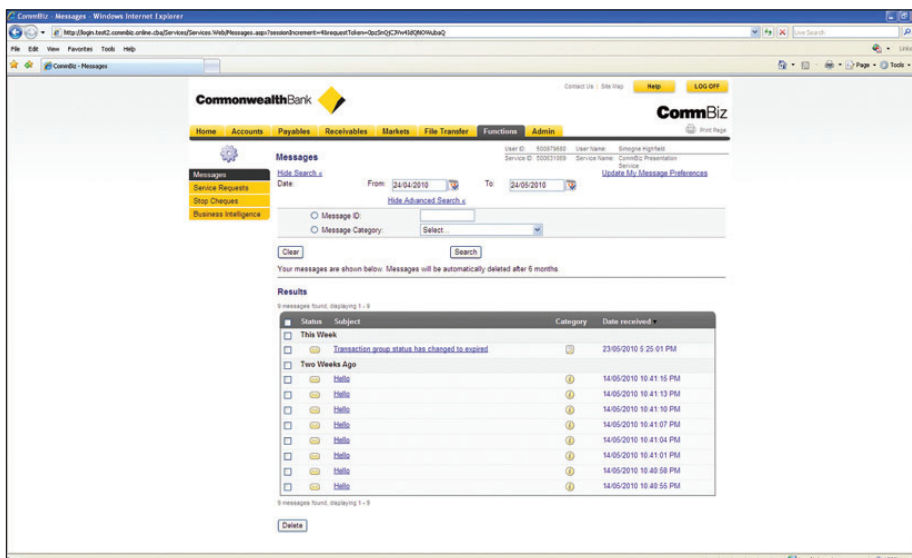 CommBiz - Messages - Windows Internet Explorer
File Edit View Favorites Tools Help
Live Search
Links
CommBiz - Messages
Page Tools
Contact Us | Site Map Help LOG OFF
CommonwealthBank
CommBiz
Home Accounts Payables Receivables Markets File Transfer Functions Admin
Print Page
User ID: 500879680 User Name: Simogne Highfield
Service ID: 500631069 Service Name: CommBiz Presentation Service
Messages
Update My Message Preferences
Messages
Service Requests
Stop Cheques
Business Intelligence
Hide Search
Date: From: 24/04/2010 To: 24/05/2010
Hide Advanced Search
Message ID:
Message Category: Select...
Clear Search
Your messages are shown below. Messages will be automatically deleted after 6 months.
Results
9 messages found, displaying 1 - 9
Status Subject Category Date received
This Week
Transaction group status has changed to expired 23/05/2010 5:25:01 PM
Two Weeks Ago
Hello 14/05/2010 10:41:15 PM
Hello 14/05/2010 10:41:13 PM
Hello 14/05/2010 10:41:10 PM
Hello 14/05/2010 10:41:07 PM
Hello 14/05/2010 10:41:04 PM
Hello 14/05/2010 10:41:01 PM
Hello 14/05/2010 10:40:58 PM
Hello 14/05/2010 10:40:55 PM
9 messages found, displaying 1 - 9
Delete